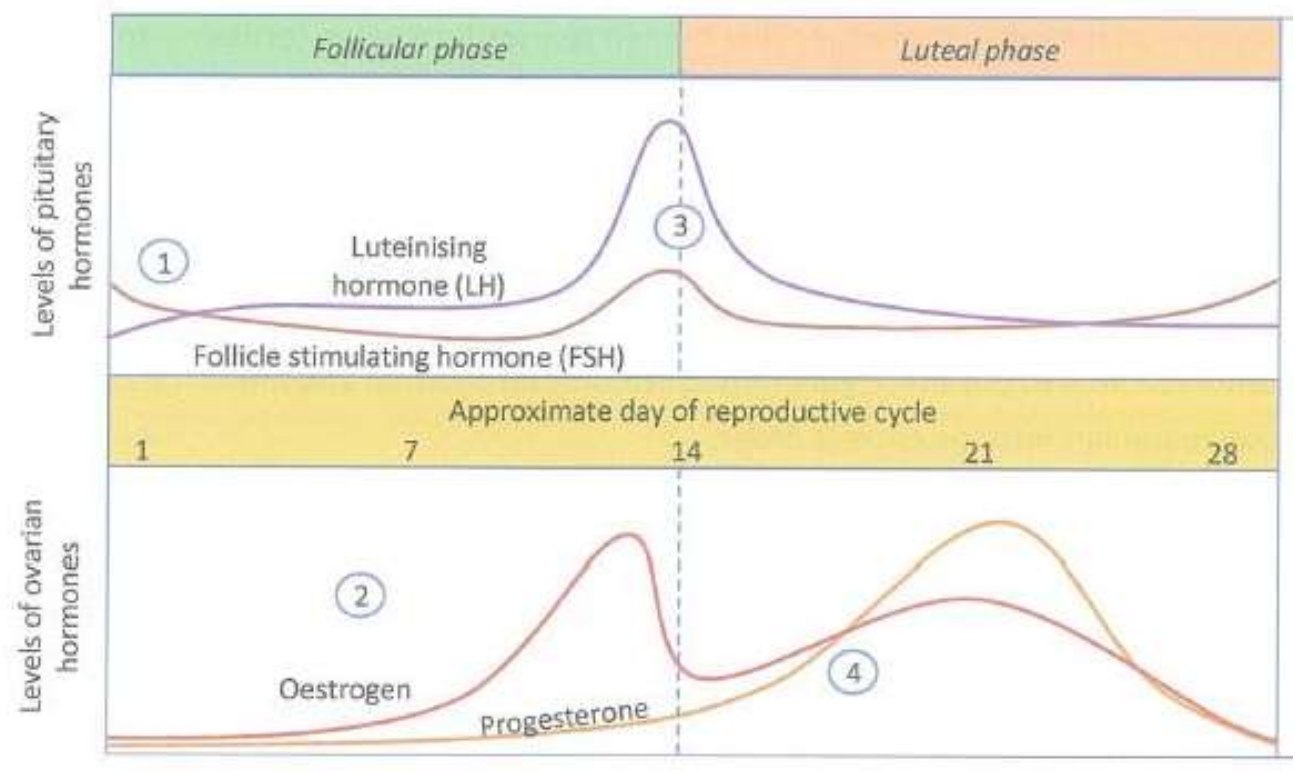 Follicular phase
Luteal phase
Levels of pituitary
hormones
1
3
Luteinising
hormone (LH)
Follicle stimulating hormone (FSH)
Approximate day of reproductive cycle
1 7 14 21 28
Levels of ovarian
hormones
2
4
Oestrogen
Progesterone